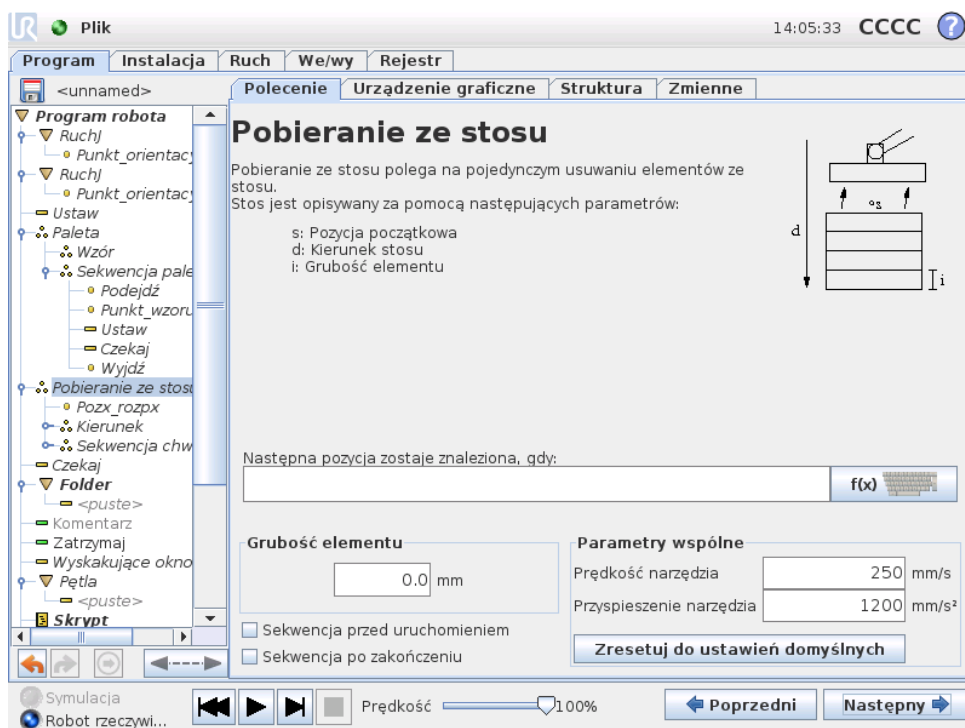 UR Plik 14:05:33 CCCC ?
Program Instalacja Ruch We/wy Rejestr
<unnamed>
Polecenie Urządzenie graficzne Struktura Zmienne
Program robota
RuchJ
Punkt_orientacy
RuchJ
Punkt_orientacy
Ustaw
Paleta
Wzór
Sekwencja pale
Podejdź
Punkt_wzoru
Ustaw
Czekaj
Wyjdź
Pobieranie ze stosu
Pozx_rozpx
Kierunek
Sekwencja chw
Czekaj
Folder
<puste>
Komentarz
Zatrzymaj
Wyskakujące okno
Pętla
<puste>
Skrypt
Pobieranie ze stosu
Pobieranie ze stosu polega na pojedynczym usuwaniu elementów ze
stosu.
Stos jest opisywany za pomocą następujących parametrów:
s: Pozycja początkowa
d: Kierunek stosu
i: Grubość elementu
d
s
i
Następna pozycja zostaje znaleziona, gdy:
f(x)
Grubość elementu
0.0 mm
Sekwencja przed uruchomieniem
Sekwencja po zakończeniu
Parametry wspólne
Prędkość narzędzia 250 mm/s
Przyspieszenie narzędzia 1200 mm/s²
Zresetuj do ustawień domyślnych
Symulacja
Robot rzeczywi...
Prędkość 100%
Poprzedni
Następny